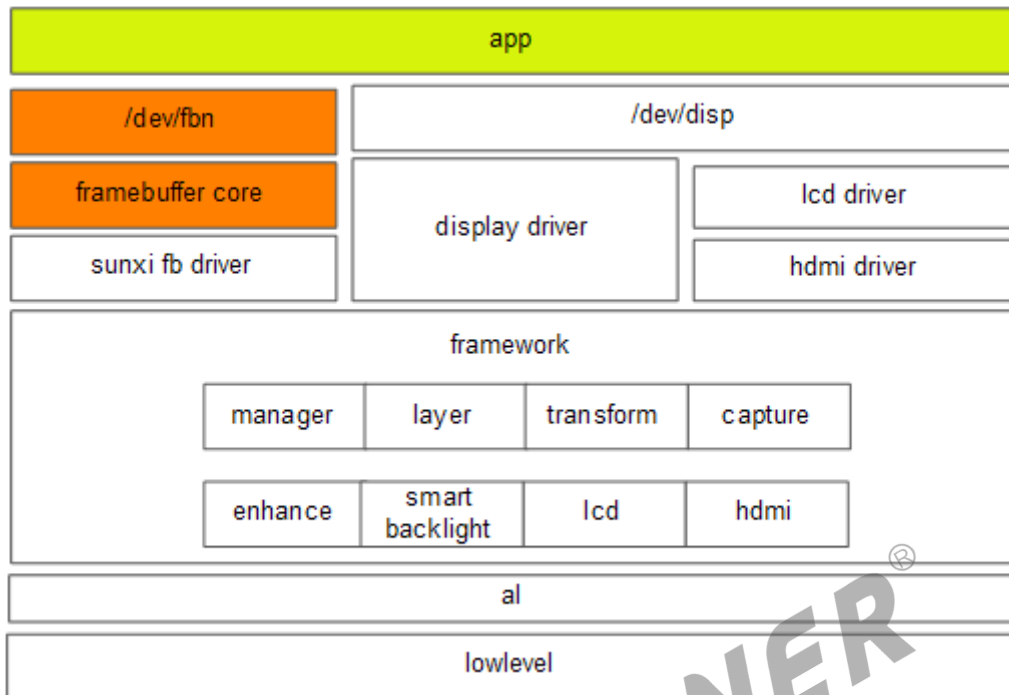 app
/dev/fbn
/dev/disp
framebuffer core
display driver
lcd driver
sunxi fb driver
hdmi driver
framework
manager
layer
transform
capture
enhance
smart
backlight
lcd
hdmi
al
lowlevel
NER®